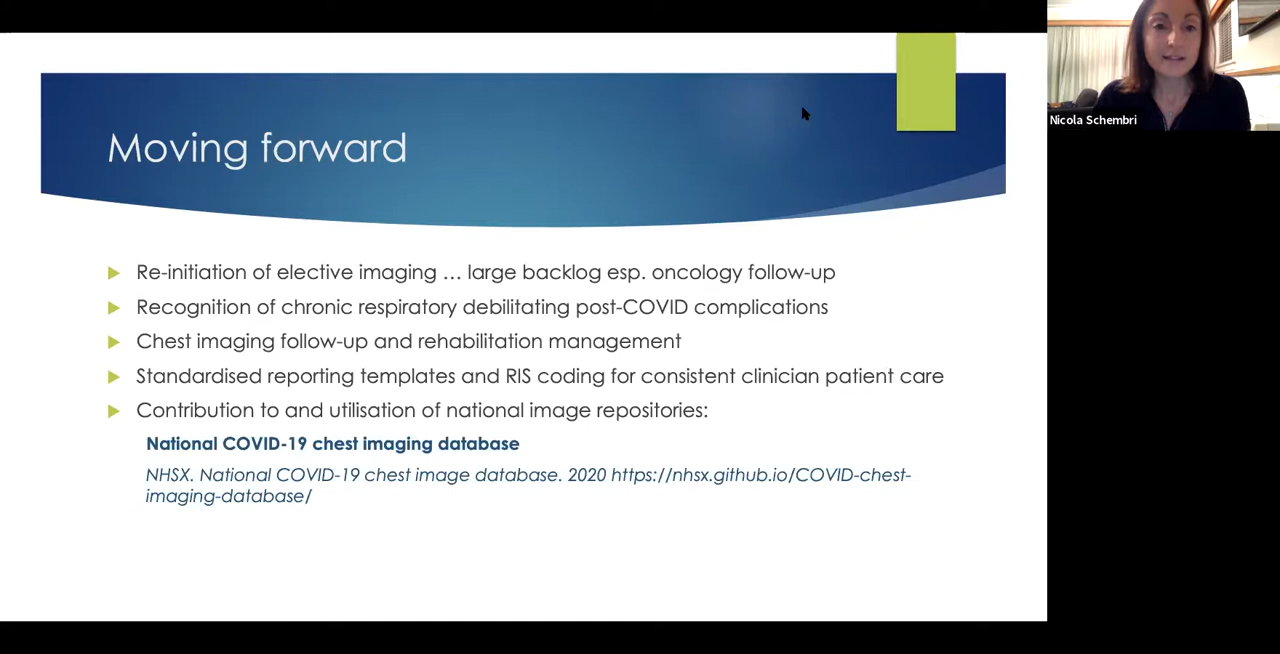 Moving forward
Re-initiation of elective imaging … large backlog esp. oncology follow-up
Recognition of chronic respiratory debilitating post-COVID complications
Chest imaging follow-up and rehabilitation management
Standardised reporting templates and RIS coding for consistent clinician patient care
Contribution to and utilisation of national image repositories:
National COVID-19 chest imaging database
NHSX. National COVID-19 chest image database. 2020 https://nhsx.github.io/COVID-chest-
imaging-database/
Nicola Schembri